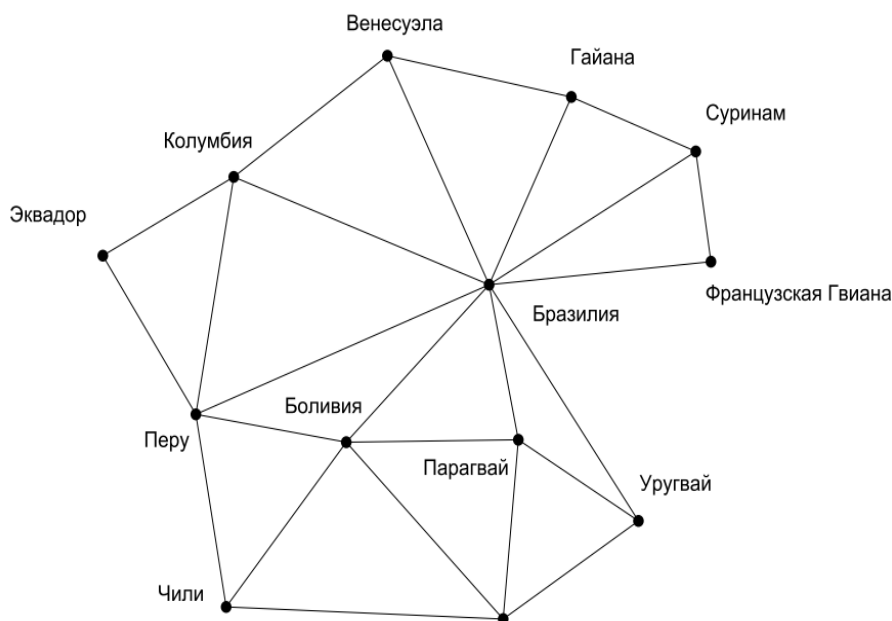 Венесуэла
Гайана
Суринам
Колумбия
Эквадор
Французская Гвиана
Бразилия
Боливия
Перу
Парагвай
Уругвай
Чили